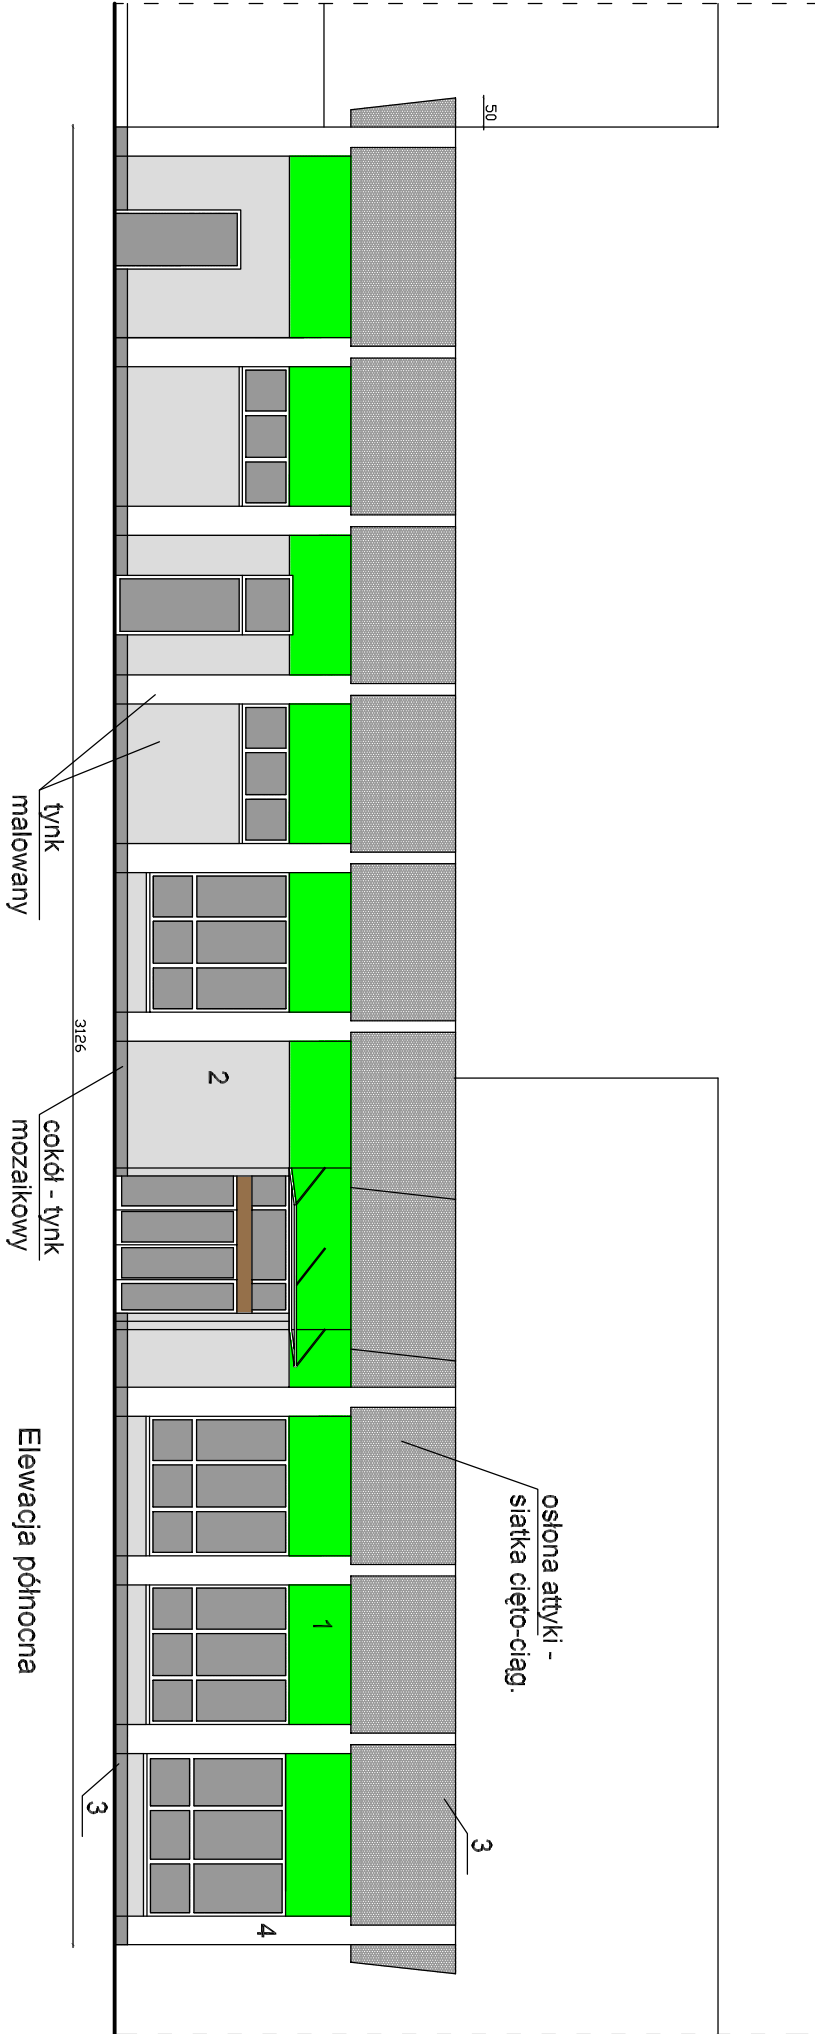 50
osłona attyki -
siatka cięto-ciąg.
3
1
2
4
tynk
malowany
cokół - tynk
mozaikowy
3
3126
Elewacja północna